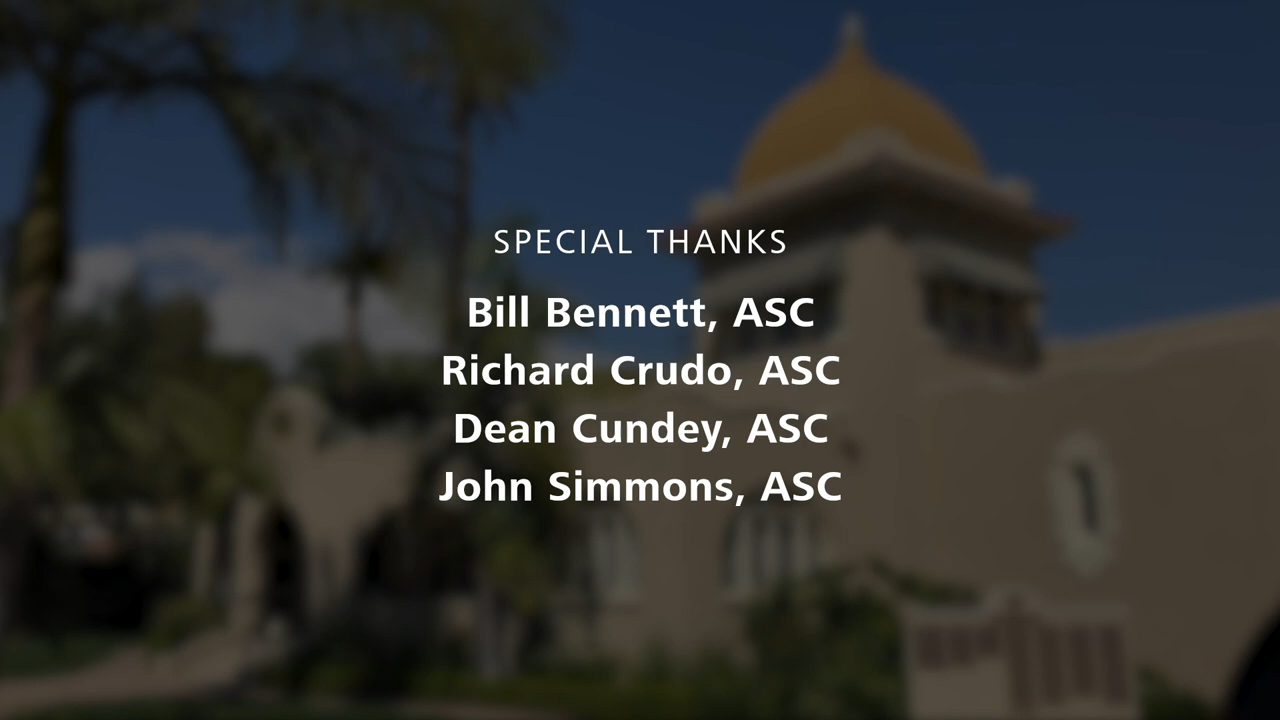 SPECIAL THANKS
Bill Bennett, ASC
Richard Crudo, ASC
Dean Cundey, ASC
John Simmons, ASC